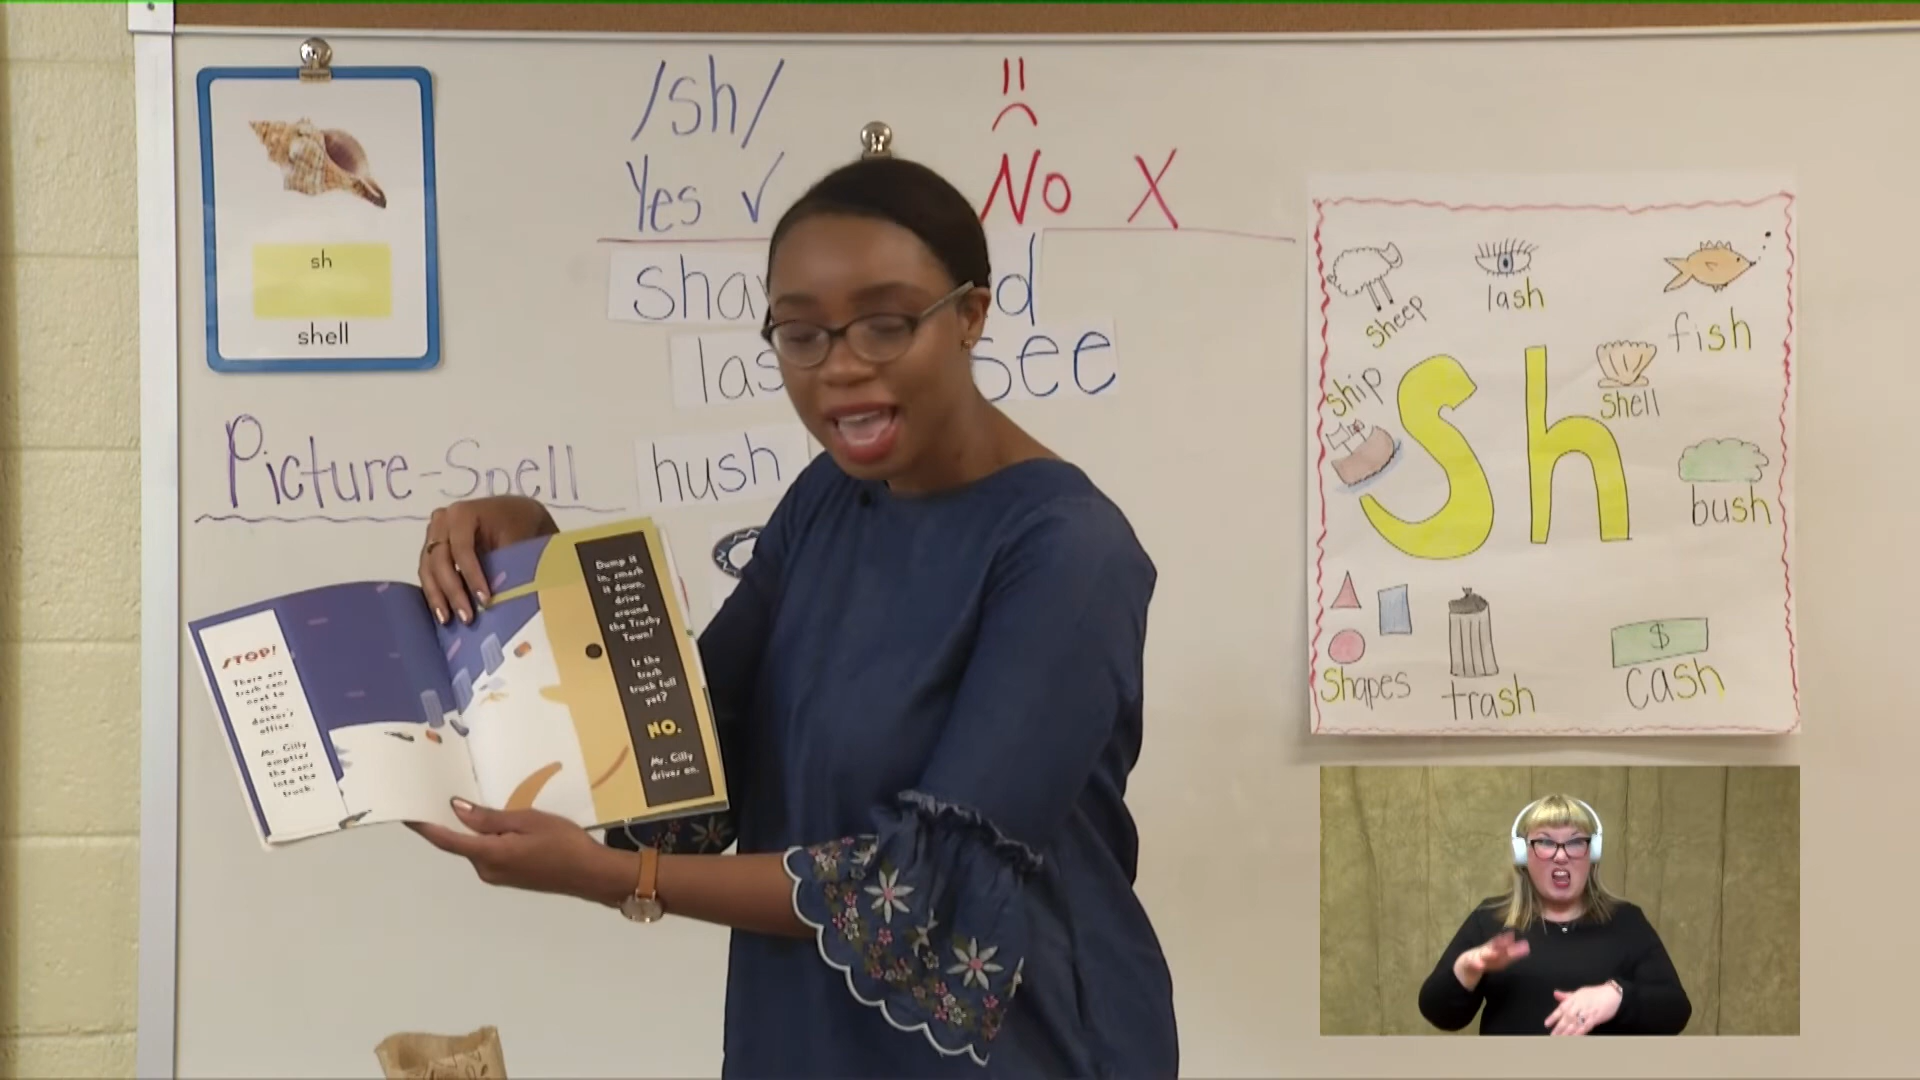 /sh/
Yes ✓
No X
sh
shell
see
Picture-Spell
hush
STOP!
There are
trash cans
next to
the
doctor's
office.
Mr. Gilly
empties
the cans
into the
truck.
Dump it
in, smash
it down,
drive
around
the Trashy
Town!
Is the
trash
truck full
yet?
NO.
Mr. Gilly
drives on.
sheep
lash
fish
ship
sh
shell
bush
shapes
trash
$
cash